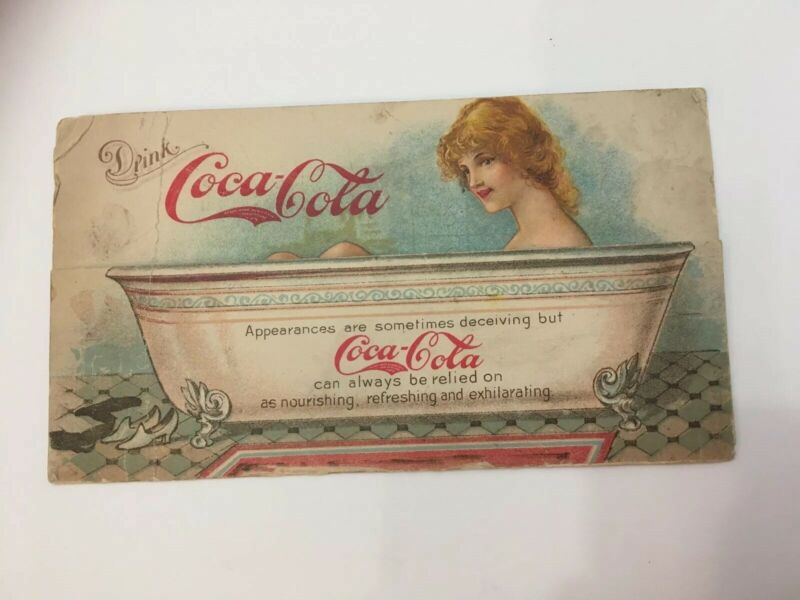 Drink
Coca-Cola
Appearances are sometimes deceiving but
Coca-Cola
can always be relied on
as nourishing, refreshing and exhilarating.